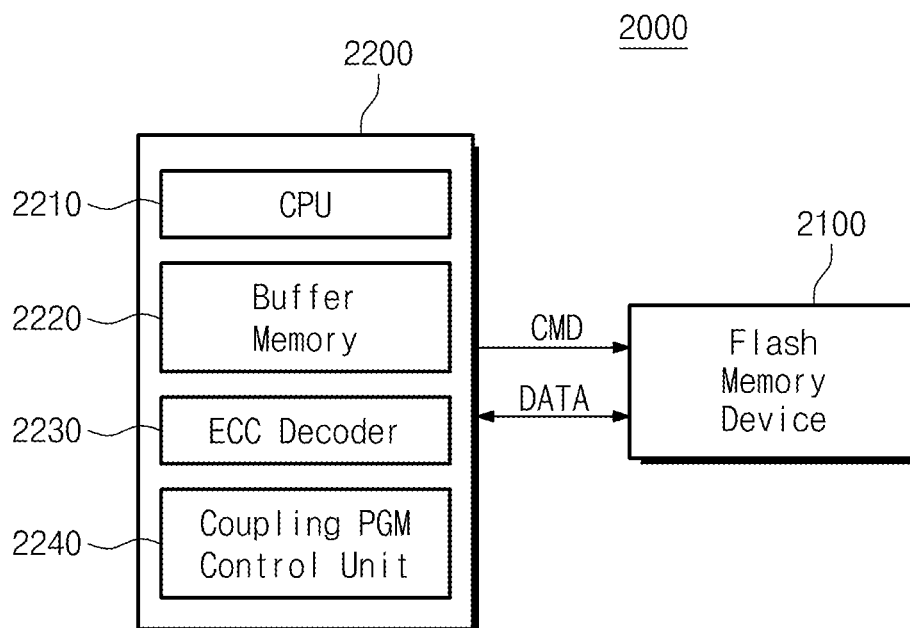 2000
2200
2210
CPU
2100
2220
Buffer
Memory
CMD
Flash
Memory
Device
DATA
2230
ECC Decoder
2240
Coupling PGM
Control Unit